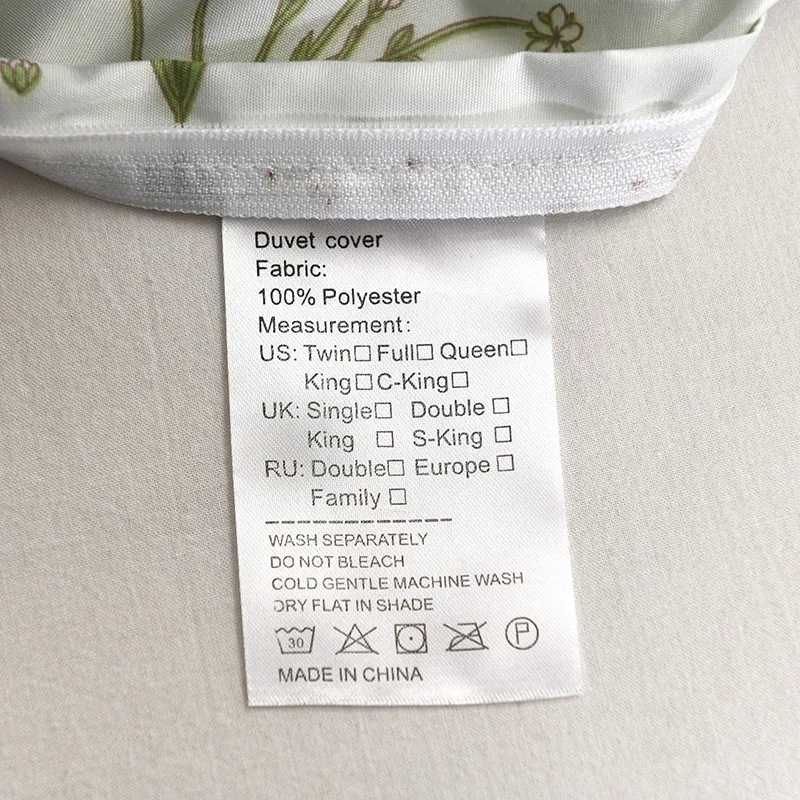 Duvet cover
Fabric:
100% Polyester
Measurement:
US: Twin☐ Full☐ Queen☐
King☐ C-King☐
UK: Single☐ Double ☐
King ☐ S-King ☐
RU: Double☐ Europe ☐
Family ☐
WASH SEPARATELY
DO NOT BLEACH
COLD GENTLE MACHINE WASH
DRY FLAT IN SHADE
30 P
MADE IN CHINA